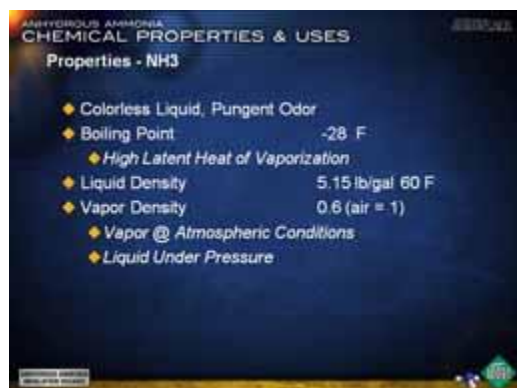 ANHYDROUS AMMONIA
CHEMICAL PROPERTIES & USES
Properties - NH3
Colorless Liquid, Pungent Odor
Boiling Point -28 F
High Latent Heat of Vaporization
Liquid Density 5.15 lb/gal 60 F
Vapor Density 0.6 (air = 1)
Vapor @ Atmospheric Conditions
Liquid Under Pressure